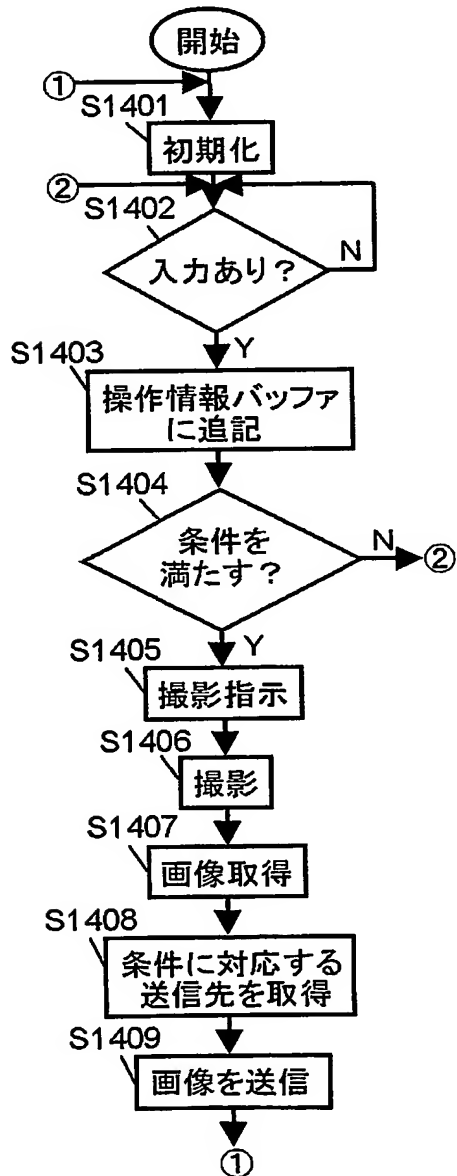 開始
①
S1401
初期化
②
S1402
入力あり?
N
Y
S1403
操作情報バッファ
に追記
S1404
条件を
満たす?
N
②
Y
S1405
撮影指示
S1406
撮影
S1407
画像取得
S1408
条件に対応する
送信先を取得
S1409
画像を送信
①